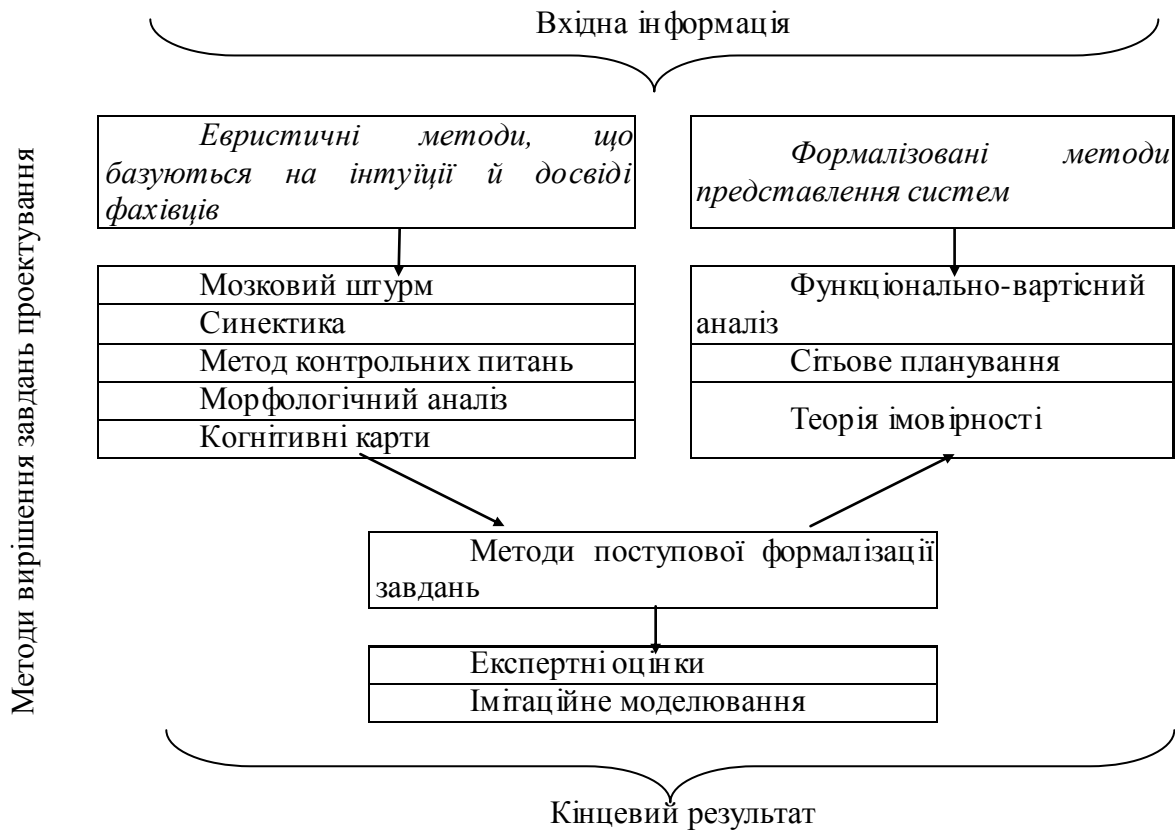 Вхідна інформація
Методи вирішення завдань проектування
Евристичні методи, що
базуються на інтуїції й досвіді
фахівців
Формалізовані методи
представлення систем
Мозковий штурм
Синектика
Метод контрольних питань
Морфологічний аналіз
Когнітивні карти
Функціонально-вартісний
аналіз
Сітьове планування
Теорія імовірності
Методи поступової формалізації
завдань
Експертні оцінки
Імітаційне моделювання
Кінцевий результат